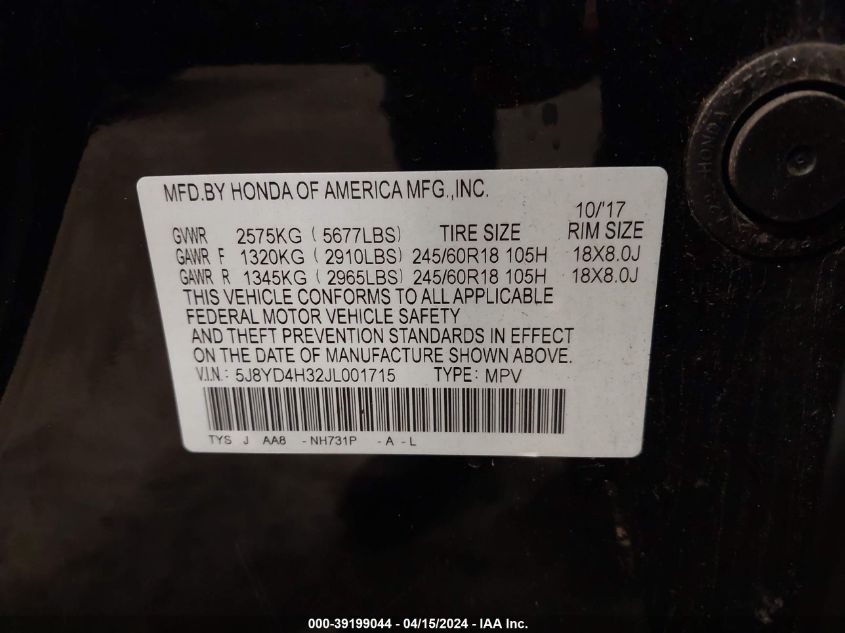 MFD.BY HONDA OF AMERICA MFG.,INC.
10/'17
GVWR 2575KG ( 5677LBS) TIRE SIZE RIM SIZE
GAWR F 1320KG ( 2910LBS) 245/60R18 105H 18X8.0J
GAWR R 1345KG ( 2965LBS) 245/60R18 105H 18X8.0J
THIS VEHICLE CONFORMS TO ALL APPLICABLE
FEDERAL MOTOR VEHICLE SAFETY
AND THEFT PREVENTION STANDARDS IN EFFECT
ON THE DATE OF MANUFACTURE SHOWN ABOVE.
V.I.N.: 5J8YD4H32JL001715 TYPE: MPV
TYS J AA8 -NH731P -A-L
HONDA
000-39199044 - 04/15/2024 - IAA Inc.